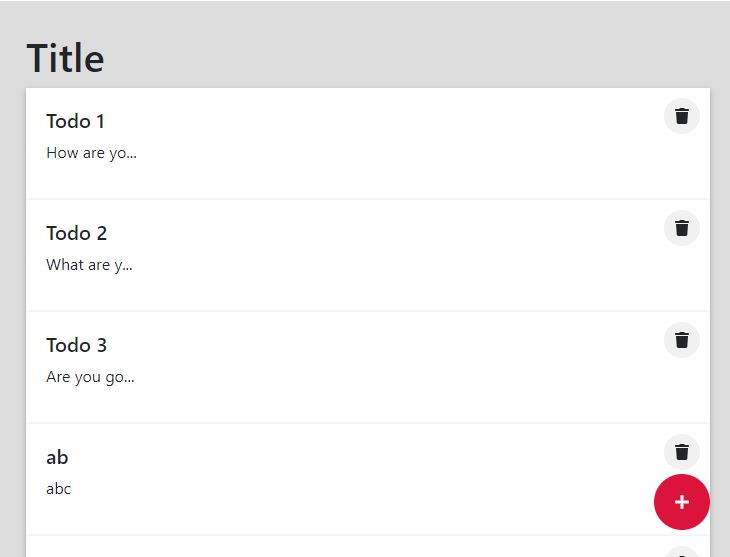 Title
Todo 1
How are yo...
Todo 2
What are y...
Todo 3
Are you go...
ab
abc
+